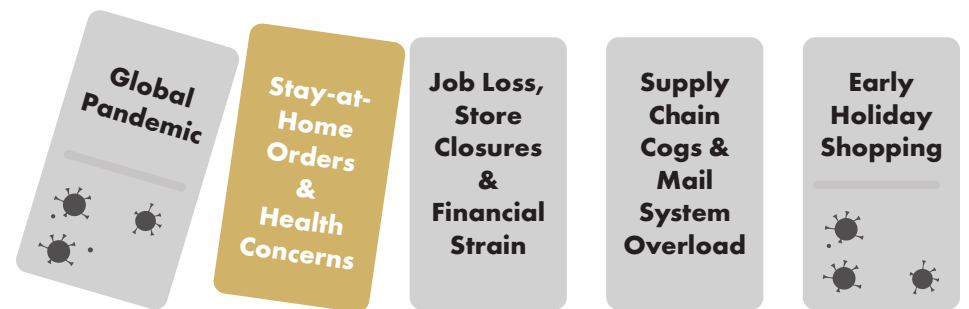 Global
Pandemic
Stay-at-
Home
Orders
&
Health
Concerns
Job Loss,
Store
Closures
&
Financial
Strain
Supply
Chain
Cogs &
Mail
System
Overload
Early
Holiday
Shopping